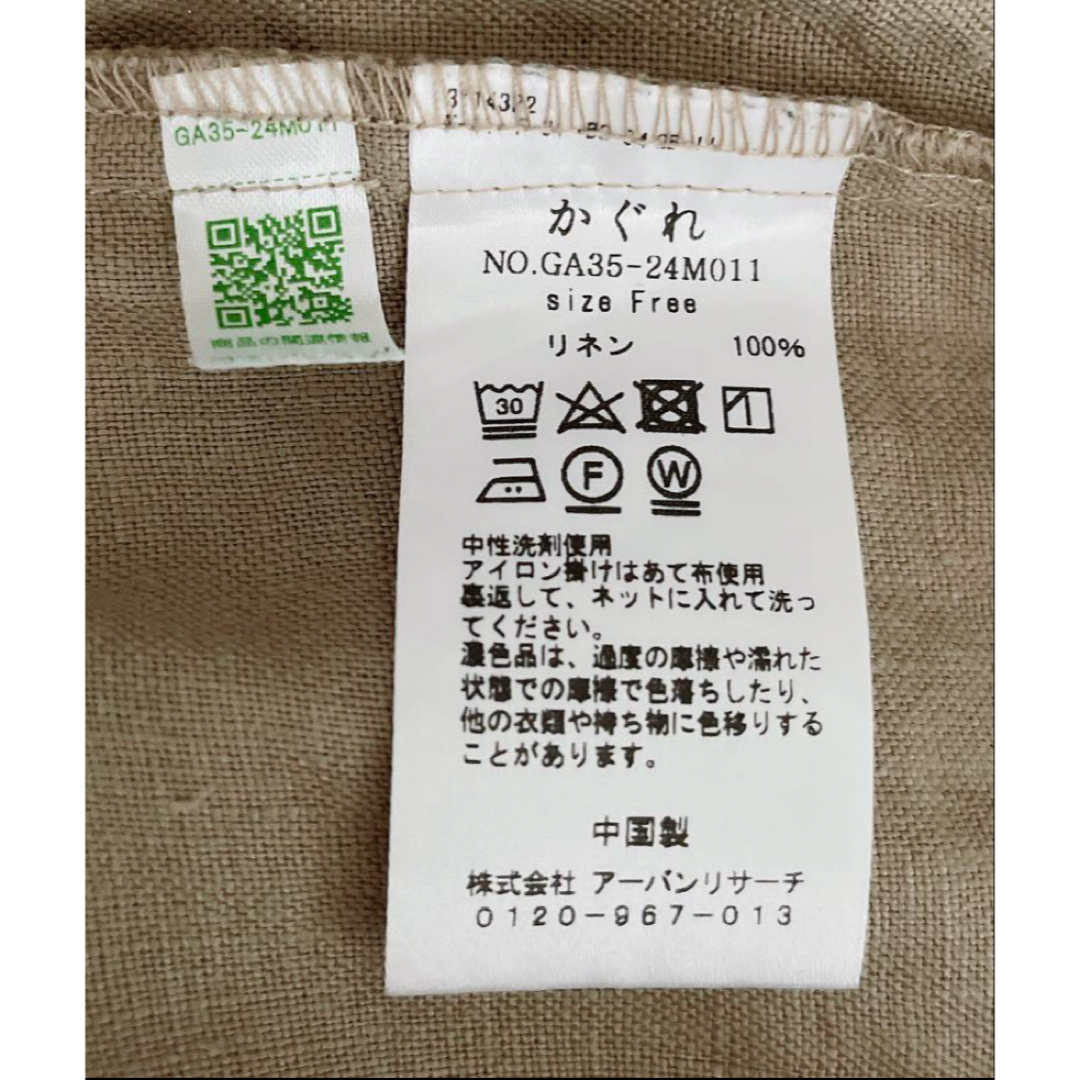 GA35-24M011
かぐれ
NO.GA35-24M011
size Free
リネン 100%
30
F
W
中性洗剤使用
アイロン掛けはあて布使用
裏返して、ネットに入れて洗っ
てください。
濃色品は、過度の摩擦や濡れた
状態での摩擦で色落ちしたり、
他の衣類や持ち物に色移りする
ことがあります。
中国製
株式会社 アーバンリサーチ
0120-967-013